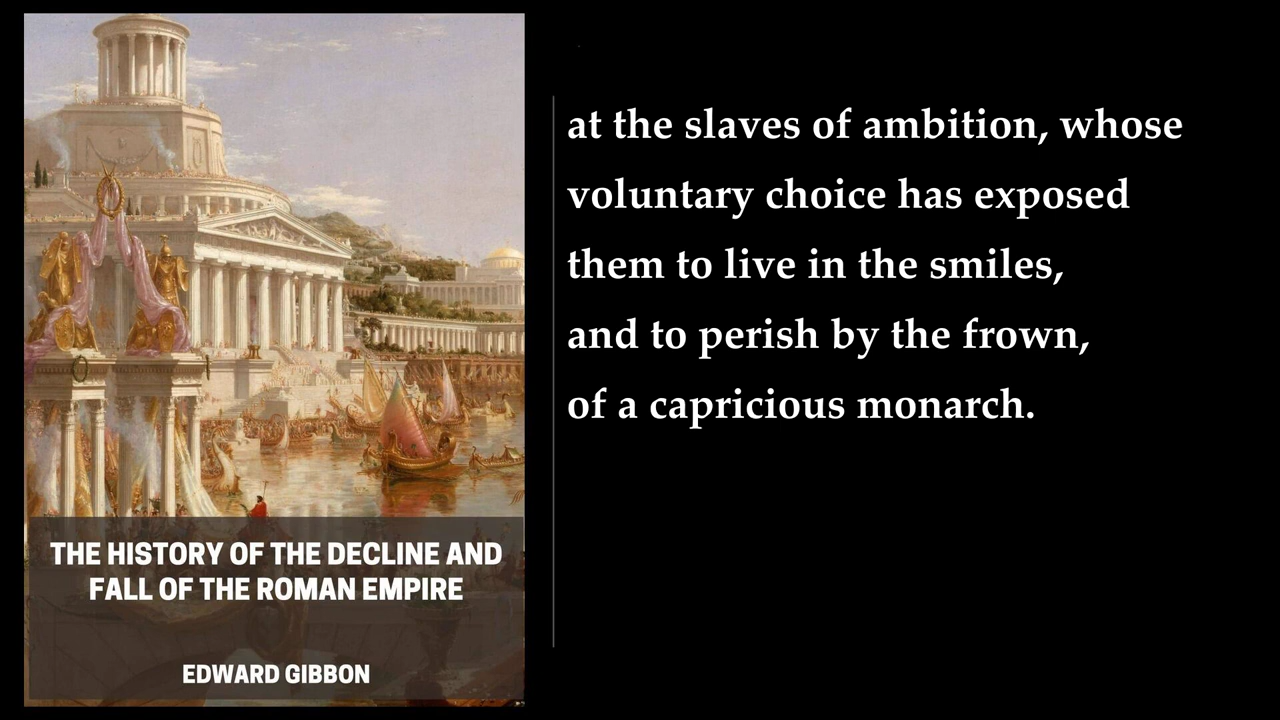 at the slaves of ambition, whose
voluntary choice has exposed
them to live in the smiles,
and to perish by the frown,
of a capricious monarch.
THE HISTORY OF THE DECLINE AND
FALL OF THE ROMAN EMPIRE
EDWARD GIBBON